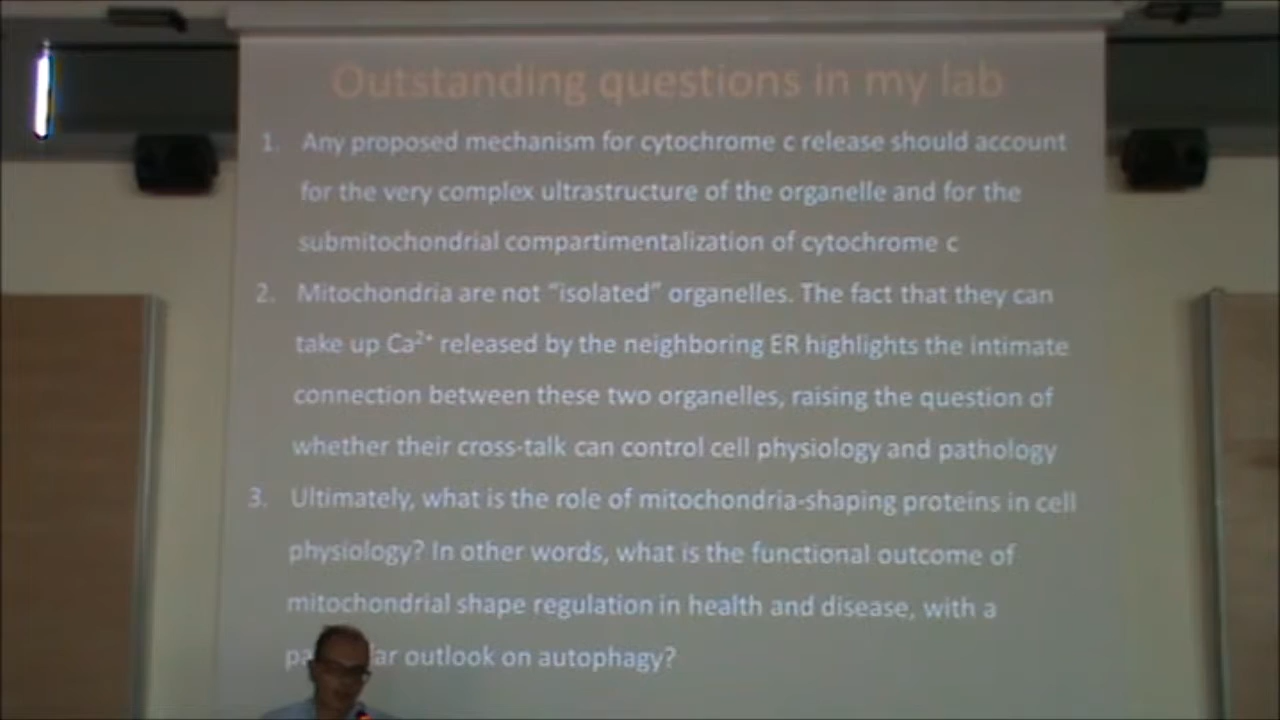 Outstanding questions in my lab
1. Any proposed mechanism for cytochrome c release should account
for the very complex ultrastructure of the organelle and for the
submitochondrial compartimentalization of cytochrome c
2. Mitochondria are not “isolated” organelles. The fact that they can
take up Ca²⁺ released by the neighboring ER highlights the intimate
connection between these two organelles, raising the question of
whether their cross-talk can control cell physiology and pathology
3. Ultimately, what is the role of mitochondria-shaping proteins in cell
physiology? In other words, what is the functional outcome of
mitochondrial shape regulation in health and disease, with a
outlook on autophagy?